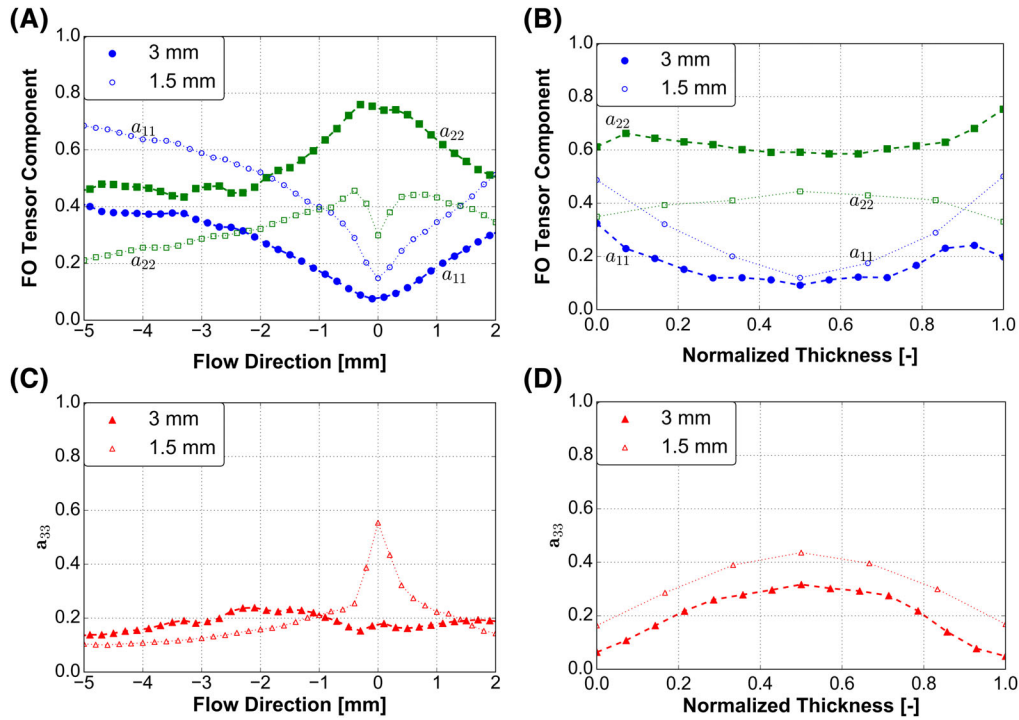 (A)
FO Tensor Component
1.0
0.8
0.6
0.4
0.2
0.0
3 mm
1.5 mm
a11
a22
a22
a11
−5 −4 −3 −2 −1 0 1 2
Flow Direction [mm]
(B)
FO Tensor Component
1.0
0.8
0.6
0.4
0.2
0.0
3 mm
1.5 mm
a22
a22
a11
a11
0.0 0.2 0.4 0.6 0.8 1.0
Normalized Thickness [-]
(C)
a33
1.0
0.8
0.6
0.4
0.2
0.0
3 mm
1.5 mm
−5 −4 −3 −2 −1 0 1 2
Flow Direction [mm]
(D)
a33
1.0
0.8
0.6
0.4
0.2
0.0
3 mm
1.5 mm
0.0 0.2 0.4 0.6 0.8 1.0
Normalized Thickness [-]